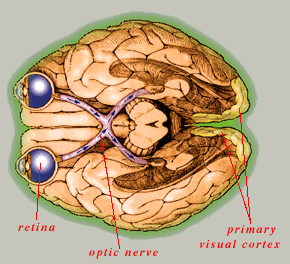 retina
optic nerve
primary
visual cortex